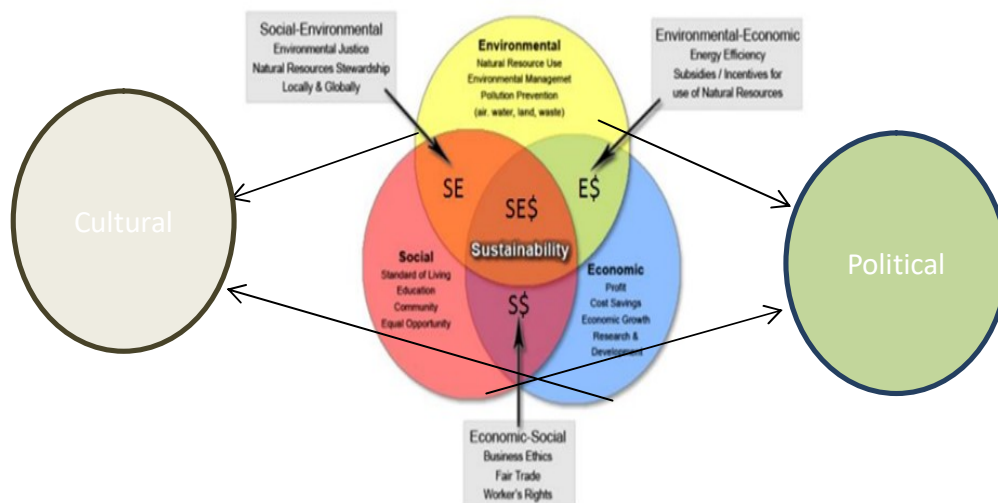 Social-Environmental
Environmental Justice
Natural Resources Stewardship
Locally & Globally
Environmental
Natural Resource Use
Environmental Managemet
Pollution Prevention
(air. water, land, waste)
Environmental-Economic
Energy Efficiency
Subsidies / Incentives for
use of Natural Resources
Cultural
SE
SE$
E$
Sustainability
Social
Standard of Living
Education
Community
Equal Opportunity
S$
Economic
Profit
Cost Savings
Economic Growth
Research &
Development
Political
Economic-Social
Business Ethics
Fair Trade
Worker's Rights